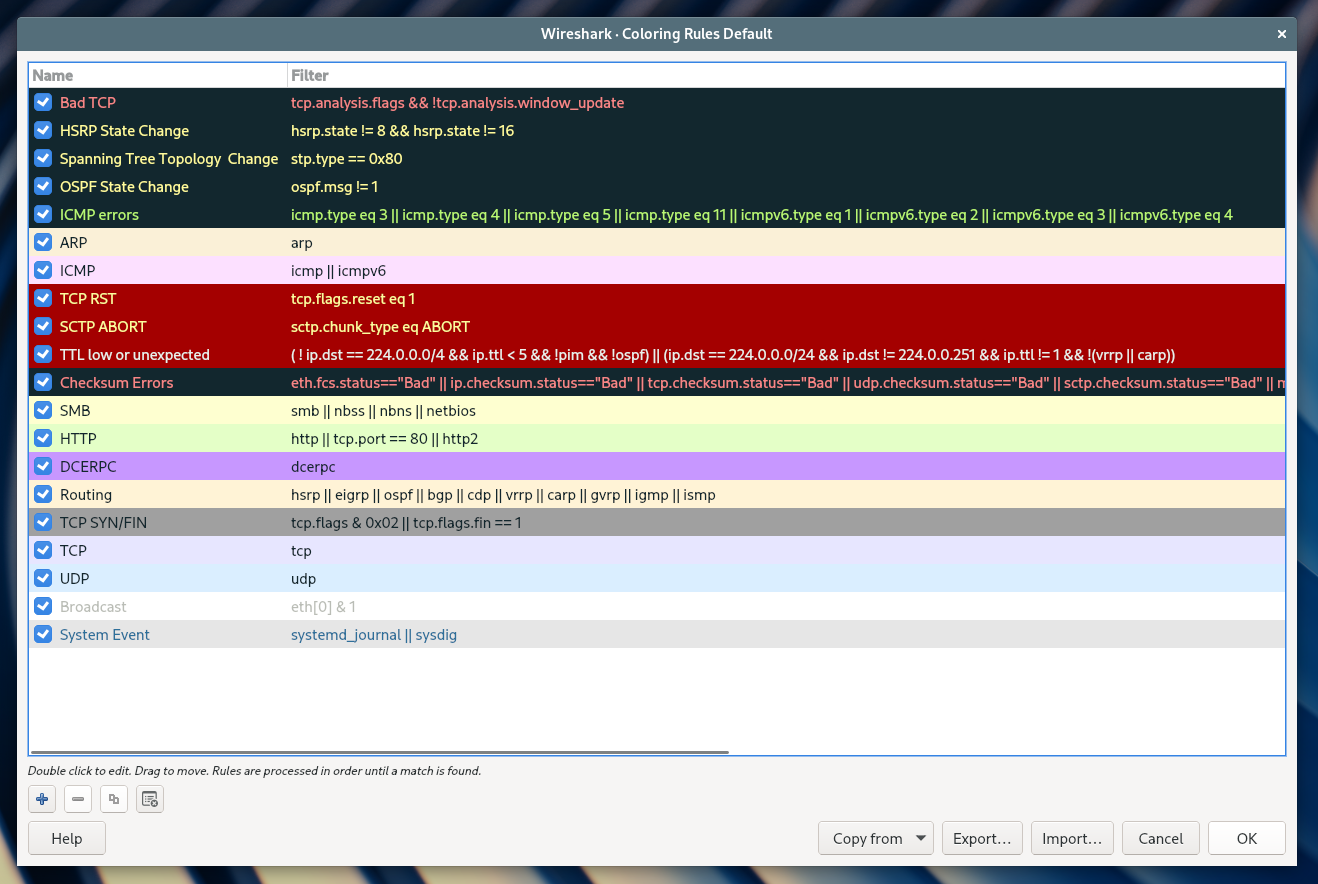 Wireshark · Coloring Rules Default
Name Filter
Bad TCP tcp.analysis.flags && !tcp.analysis.window_update
HSRP State Change hsrp.state != 8 && hsrp.state != 16
Spanning Tree Topology  Change stp.type == 0x80
OSPF State Change ospf.msg != 1
ICMP errors icmp.type eq 3 || icmp.type eq 4 || icmp.type eq 5 || icmp.type eq 11 || icmpv6.type eq 1 || icmpv6.type eq 2 || icmpv6.type eq 3 || icmpv6.type eq 4
ARP arp
ICMP icmp || icmpv6
TCP RST tcp.flags.reset eq 1
SCTP ABORT sctp.chunk_type eq ABORT
TTL low or unexpected ( ! ip.dst == 224.0.0.0/4 && ip.ttl < 5 && !pim && !ospf) || (ip.dst == 224.0.0.0/24 && ip.dst != 224.0.0.251 && ip.ttl != 1 && !(vrrp || carp))
Checksum Errors eth.fcs.status=="Bad" || ip.checksum.status=="Bad" || tcp.checksum.status=="Bad" || udp.checksum.status=="Bad" || sctp.checksum.status=="Bad" ||
SMB smb || nbss || nbns || netbios
HTTP http || tcp.port == 80 || http2
DCERPC dcerpc
Routing hsrp || eigrp || ospf || bgp || cdp || vrrp || carp || gvrp || igmp || ismp
TCP SYN/FIN tcp.flags & 0x02 || tcp.flags.fin == 1
TCP tcp
UDP udp
Broadcast eth[0] & 1
System Event systemd_journal || sysdig
Double click to edit. Drag to move. Rules are processed in order until a match is found.
Help Copy from Export… Import… Cancel OK